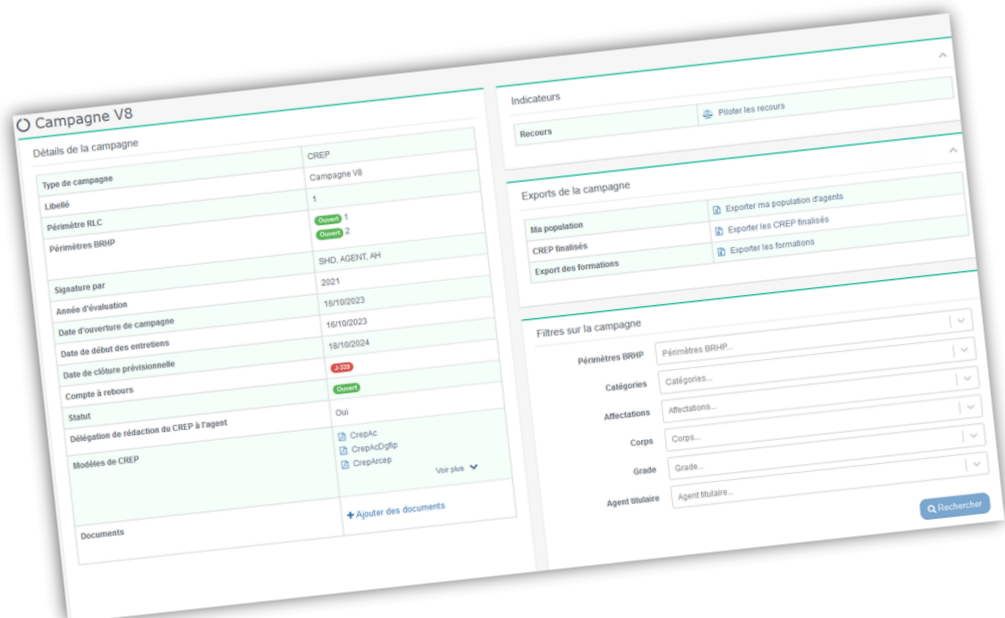 Campagne V8
Détails de la campagne
Type de campagne CREP
Libellé Campagne V8
Périmètre RLC 1
Périmètres BRHP Ouvert 1
Ouvert 2
Signature par SHD, AGENT, AH
Année d'évaluation 2021
Date d'ouverture de campagne 16/10/2023
Date de début des entretiens 16/10/2023
Date de clôture prévisionnelle 18/10/2024
Compte à rebours J-339
Statut Ouvert
Délégation de rédaction du CREP à l'agent Oui
Modèles de CREP CrepAc
CrepAcDgfip
CrepArcep
Voir plus
Documents Ajouter des documents
Indicateurs
Recours Piloter les recours
Exports de la campagne
Ma population Exporter ma population d'agents
CREP finalisés Exporter les CREP finalisés
Export des formations Exporter les formations
Filtres sur la campagne
Périmètres BRHP Périmètres BRHP...
Catégories Catégories...
Affectations Affectations...
Corps Corps...
Grade Grade...
Agent titulaire Agent titulaire...
Rechercher